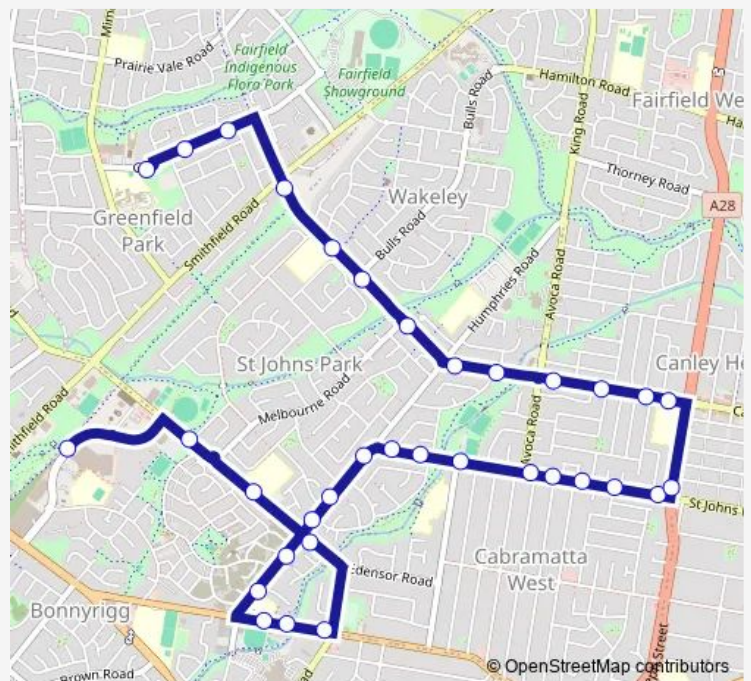 Prairie Vale Road
Fairfield
Indigenous
Flora Park
Fairfield
Showground
Bulls Road
Hamilton Road
King Road
Fairfield We
Thorney Road
A28
Greenfield
Park
Smithfield Road
Wakeley
Bulls Road
Humphries Road
Avoca Road
St Johns Park
Canley He
Melbourne Road
Avoca Road
St Johns
Cabramatta
West
Edensor Road
Bonnyrigg
Brown Road
© OpenStreetMap contributors